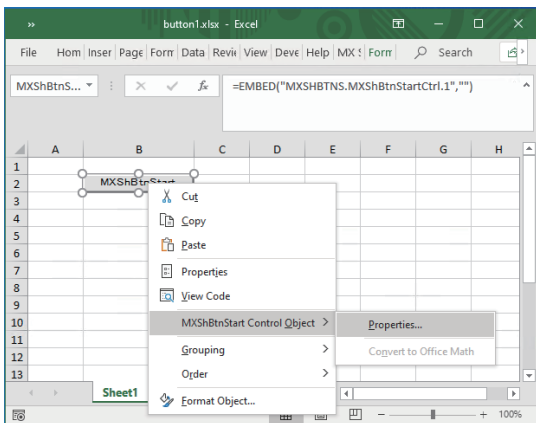 »
button1.xlsx - Excel
File Hom Inser Page Form Data Revie View Deve Help MX Form Search
MXShBtnS...
fx =EMBED("MXSHBTNS.MXShBtnStartCtrl.1","")
A B C D E F G H
1
2 MXShBtnStart
3
4
5
6
7
8
9
10
11
12
13
Cut
Copy
Paste
Properties
View Code
MXShBtnStart Control Object >
Properties...
Convert to Office Math
Grouping >
Order >
Format Object...
Sheet1
100%